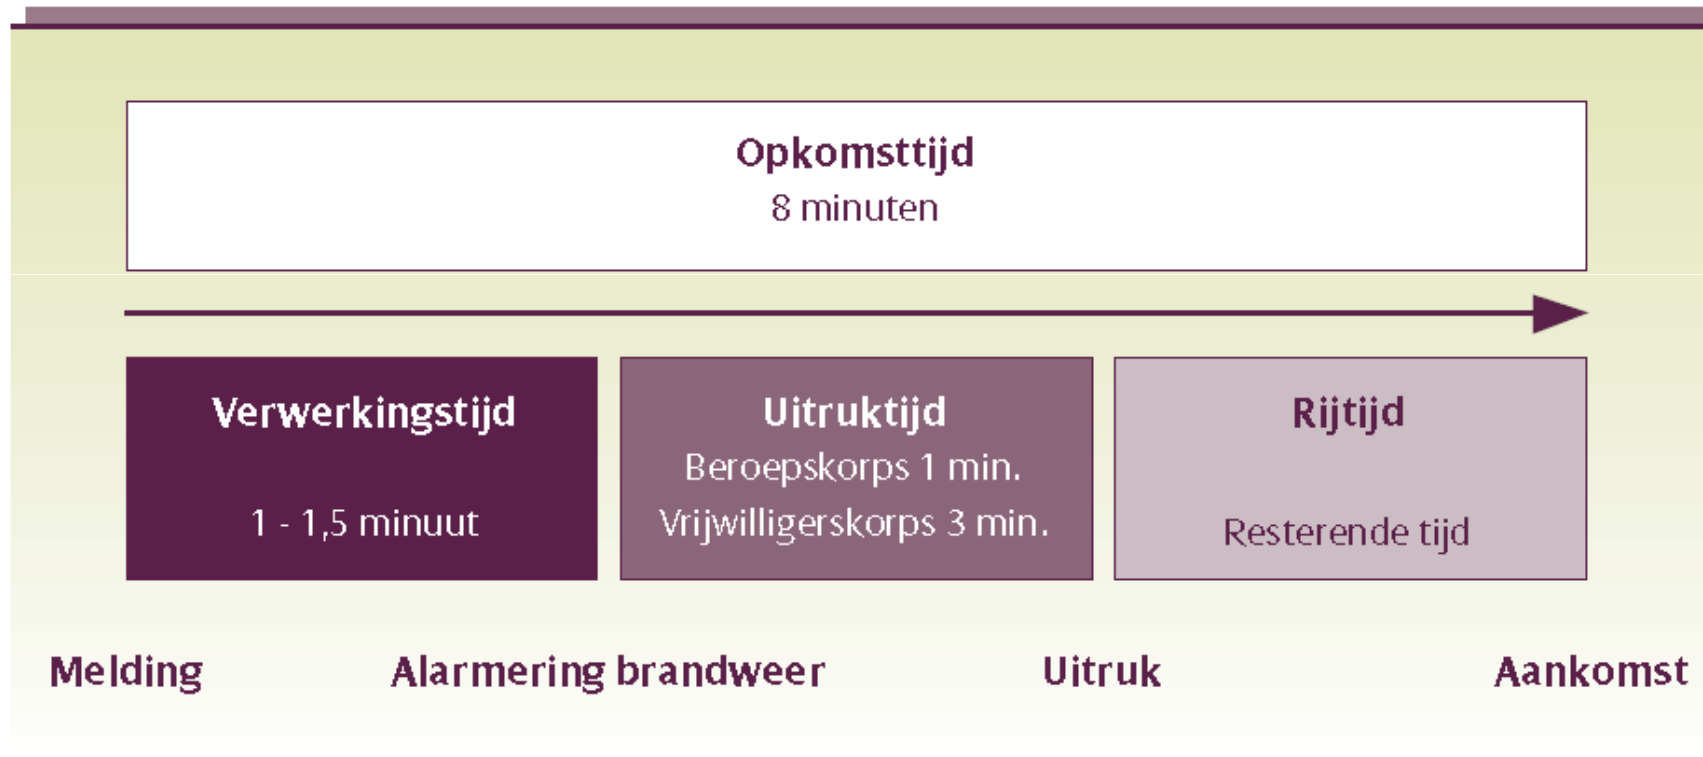 Opkomsttijd
8 minuten
Verwerkingstijd
1 - 1,5 minuut
Uitruktijd
Beroepskorps 1 min.
Vrijwilligerskorps 3 min.
Rijtijd
Resterende tijd
Melding
Alarmering brandweer
Uitruk
Aankomst